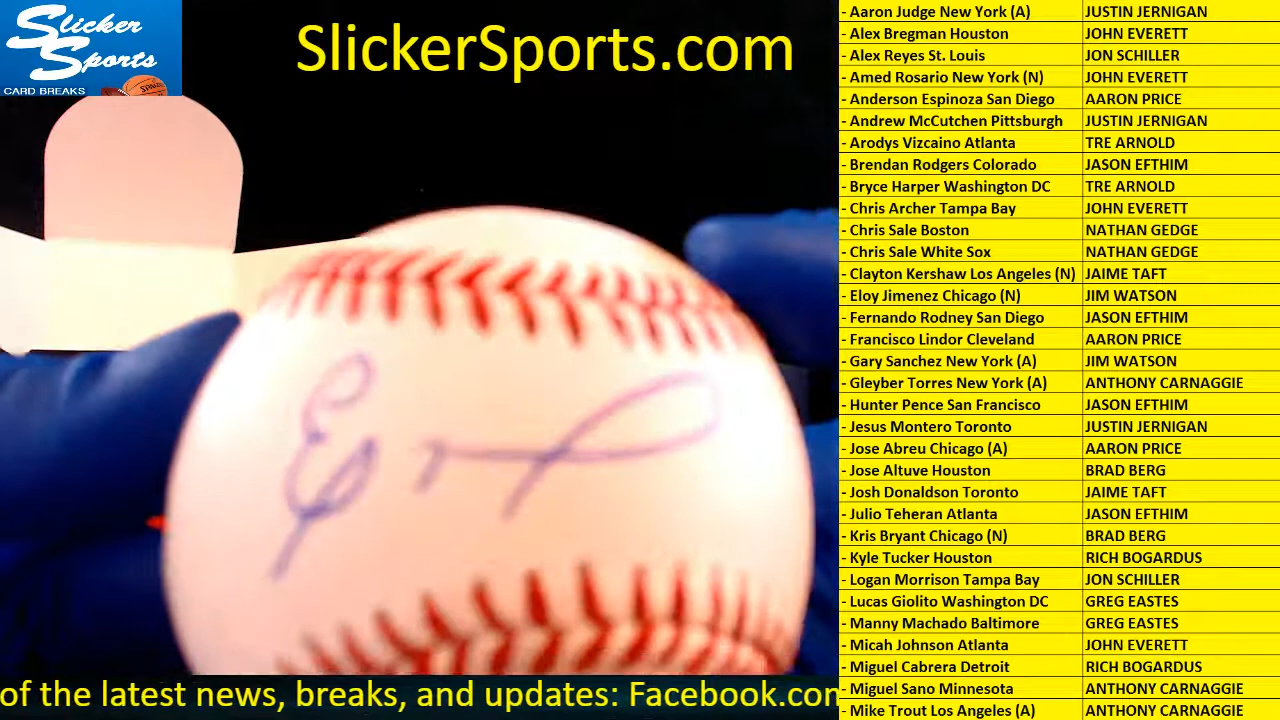 Slicker
Sports
CARD BREAKS
SPALDING
SlickerSports.com
- Aaron Judge New York (A) JUSTIN JERNIGAN
- Alex Bregman Houston JOHN EVERETT
- Alex Reyes St. Louis JON SCHILLER
- Amed Rosario New York (N) JOHN EVERETT
- Anderson Espinoza San Diego AARON PRICE
- Andrew McCutchen Pittsburgh JUSTIN JERNIGAN
- Arodys Vizcaino Atlanta TRE ARNOLD
- Brendan Rodgers Colorado JASON EFTHIM
- Bryce Harper Washington DC TRE ARNOLD
- Chris Archer Tampa Bay JOHN EVERETT
- Chris Sale Boston NATHAN GEDGE
- Chris Sale White Sox NATHAN GEDGE
- Clayton Kershaw Los Angeles (N) JAIME TAFT
- Eloy Jimenez Chicago (N) JIM WATSON
- Fernando Rodney San Diego JASON EFTHIM
- Francisco Lindor Cleveland AARON PRICE
- Gary Sanchez New York (A) JIM WATSON
- Gleyber Torres New York (A) ANTHONY CARNAGGIE
- Hunter Pence San Francisco JASON EFTHIM
- Jesus Montero Toronto JUSTIN JERNIGAN
- Jose Abreu Chicago (A) AARON PRICE
- Jose Altuve Houston BRAD BERG
- Josh Donaldson Toronto JAIME TAFT
- Julio Teheran Atlanta JASON EFTHIM
- Kris Bryant Chicago (N) BRAD BERG
- Kyle Tucker Houston RICH BOGARDUS
- Logan Morrison Tampa Bay JON SCHILLER
- Lucas Giolito Washington DC GREG EASTES
- Manny Machado Baltimore GREG EASTES
- Micah Johnson Atlanta JOHN EVERETT
- Miguel Cabrera Detroit RICH BOGARDUS
- Miguel Sano Minnesota ANTHONY CARNAGGIE
- Mike Trout Los Angeles (A) ANTHONY CARNAGGIE
of the latest news, breaks, and updates: Facebook.com